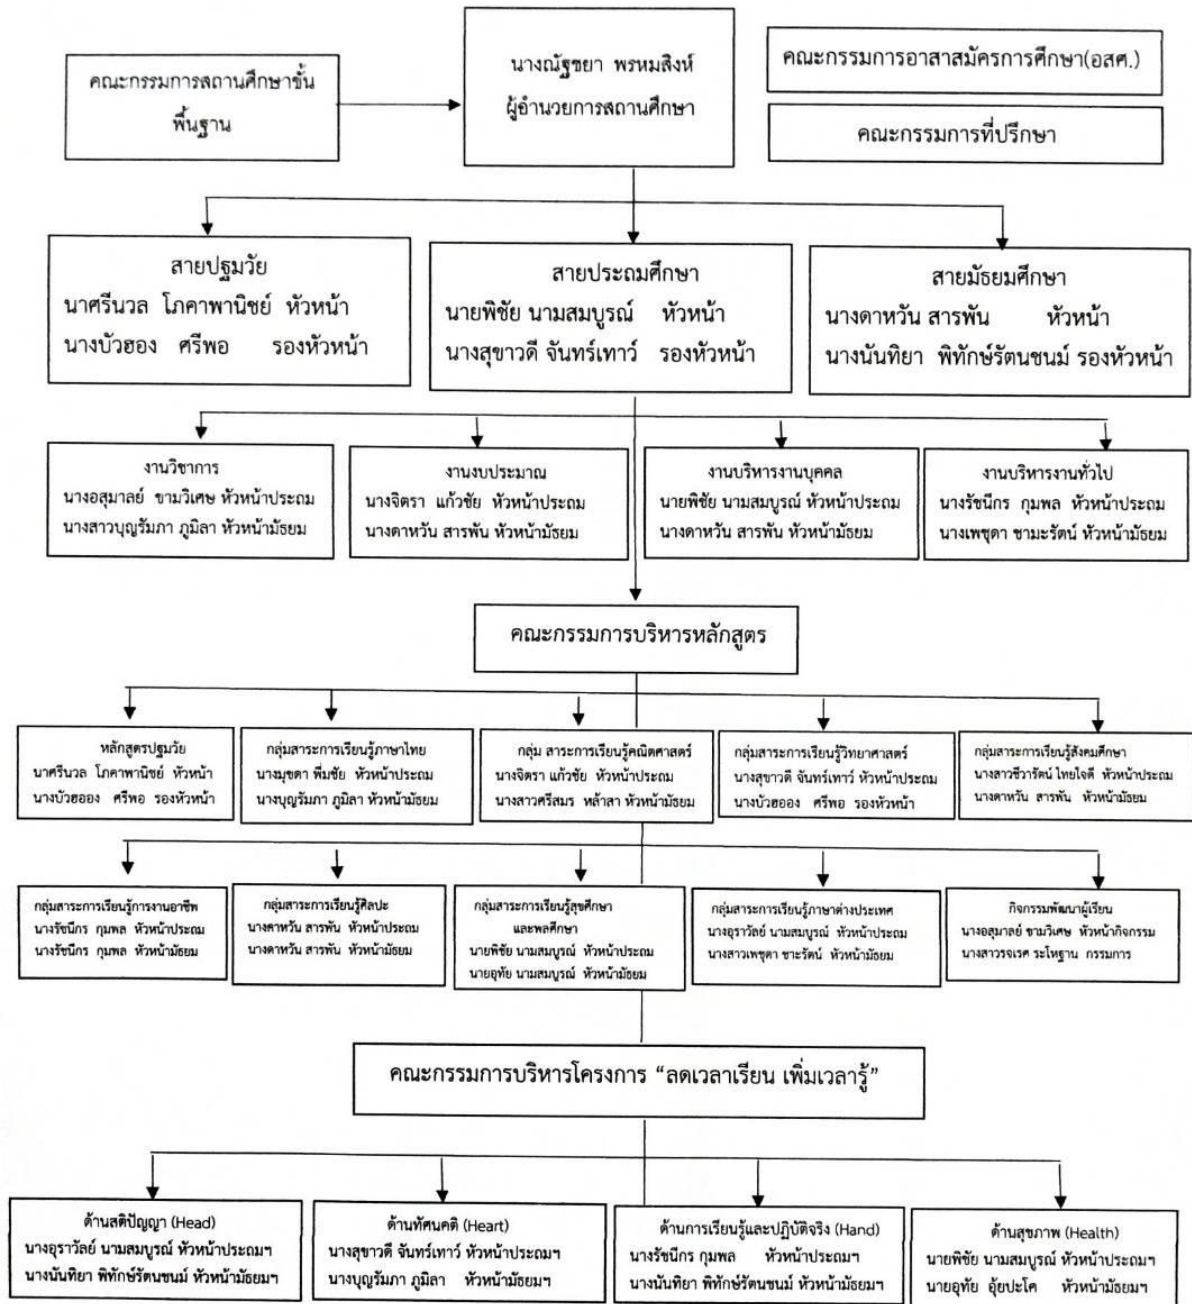 คณะกรรมการสถานศึกษาขั้น
พื้นฐาน
นางณัฐชยา พรหมสิงห์
ผู้อำนวยการสถานศึกษา
คณะกรรมการอาสาสมัครการศึกษา(อสศ.)
คณะกรรมการที่ปรึกษา
สายปฐมวัย
นาศรีนวล โภคาพานิชย์ หัวหน้า
นางบัวฮอง ศรีพอ รองหัวหน้า
สายประถมศึกษา
นายพิชัย นามสมบูรณ์ หัวหน้า
นางสุขาวดี จันทร์เทาว์ รองหัวหน้า
สายมัธยมศึกษา
นางดาหวัน สารพัน หัวหน้า
นางนันทิยา พิทักษ์รัตนชนม์ รองหัวหน้า
งานวิชาการ
นางอสุมาลย์ ขามวิเศษ หัวหน้าประถม
นางสาวบุญรัมภา ภูมิลา หัวหน้ามัธยม
งานงบประมาณ
นางจิตรา แก้วชัย หัวหน้าประถม
นางดาหวัน สารพัน หัวหน้ามัธยม
งานบริหารงานบุคคล
นายพิชัย นามสมบูรณ์ หัวหน้าประถม
นางดาหวัน สารพัน หัวหน้ามัธยม
งานบริหารงานทั่วไป
นางรัชนีกร กุมพล หัวหน้าประถม
นางเพชุดา ชามะรัตน์ หัวหน้ามัธยม
คณะกรรมการบริหารหลักสูตร
หลักสูตรปฐมวัย
นาศรีนวล โภคาพานิชย์ หัวหน้า
นางบัวฮออง ศรีพอ รองหัวหน้า
กลุ่มสาระการเรียนรู้ภาษาไทย
นางมุขตา พิ่มชัย หัวหน้าประถม
นางบุญรัมภา ภูมิลา หัวหน้ามัธยม
กลุ่ม สาระการเรียนรู้คณิตศาสตร์
นางจิตรา แก้วชัย หัวหน้าประถม
นางสาวศรีสมร หล้าสา หัวหน้ามัธยม
กลุ่มสาระการเรียนรู้วิทยาศาสตร์
นางสุขาวดี จันทร์เทาว์ หัวหน้าประถม
นางบัวฮออง ศรีพอ รองหัวหน้า
กลุ่มสาระการเรียนรู้สังคมศึกษา
นางสาวชีวารัตน์ ไทยใจดี หัวหน้าประถม
นางดาหวัน สารพัน หัวหน้ามัธยม
กลุ่มสาระการเรียนรู้การงานอาชีพ
นางรัชนีกร กุมพล หัวหน้าประถม
นางรัชนีกร กุมพล หัวหน้ามัธยม
กลุ่มสาระการเรียนรู้ศิลปะ
นางดาหวัน สารพัน หัวหน้าประถม
นางดาหวัน สารพัน หัวหน้ามัธยม
กลุ่มสาระการเรียนรู้สุขศึกษา
และพลศึกษา
นายพิชัย นามสมบูรณ์ หัวหน้าประถม
นายอุทัย นามสมบูรณ์ หัวหน้ามัธยม
กลุ่มสาระการเรียนรู้ภาษาต่างประเทศ
นางอุราวัลย์ นามสมบูรณ์ หัวหน้าประถม
นางสาวเพชุดา ชาะรัตน์ หัวหน้ามัธยม
กิจกรรมพัฒนาผู้เรียน
นางอสุมาลย์ ขามวิเศษ หัวหน้ากิจกรรม
นางสาวรจเรศ ระโหฐาน กรรมการ
คณะกรรมการบริหารโครงการ “ลดเวลาเรียน เพิ่มเวลารู้”
ด้านสติปัญญา (Head)
นางอุราวัลย์ นามสมบูรณ์ หัวหน้าประถมฯ
นางนันทิยา พิทักษ์รัตนชนม์ หัวหน้ามัธยมฯ
ด้านทัศนคติ (Heart)
นางสุขาวดี จันทร์เทาว์ หัวหน้าประถมฯ
นางบุญรัมภา ภูมิลา หัวหน้ามัธยมฯ
ด้านการเรียนรู้และปฏิบัติจริง (Hand)
นางรัชนีกร กุมพล หัวหน้าประถมฯ
นางนันทิยา พิทักษ์รัตนชนม์ หัวหน้ามัธยมฯ
ด้านสุขภาพ (Health)
นายพิชัย นามสมบูรณ์ หัวหน้าประถมฯ
นายอุทัย อุ้ยปะโค หัวหน้ามัธยมฯ